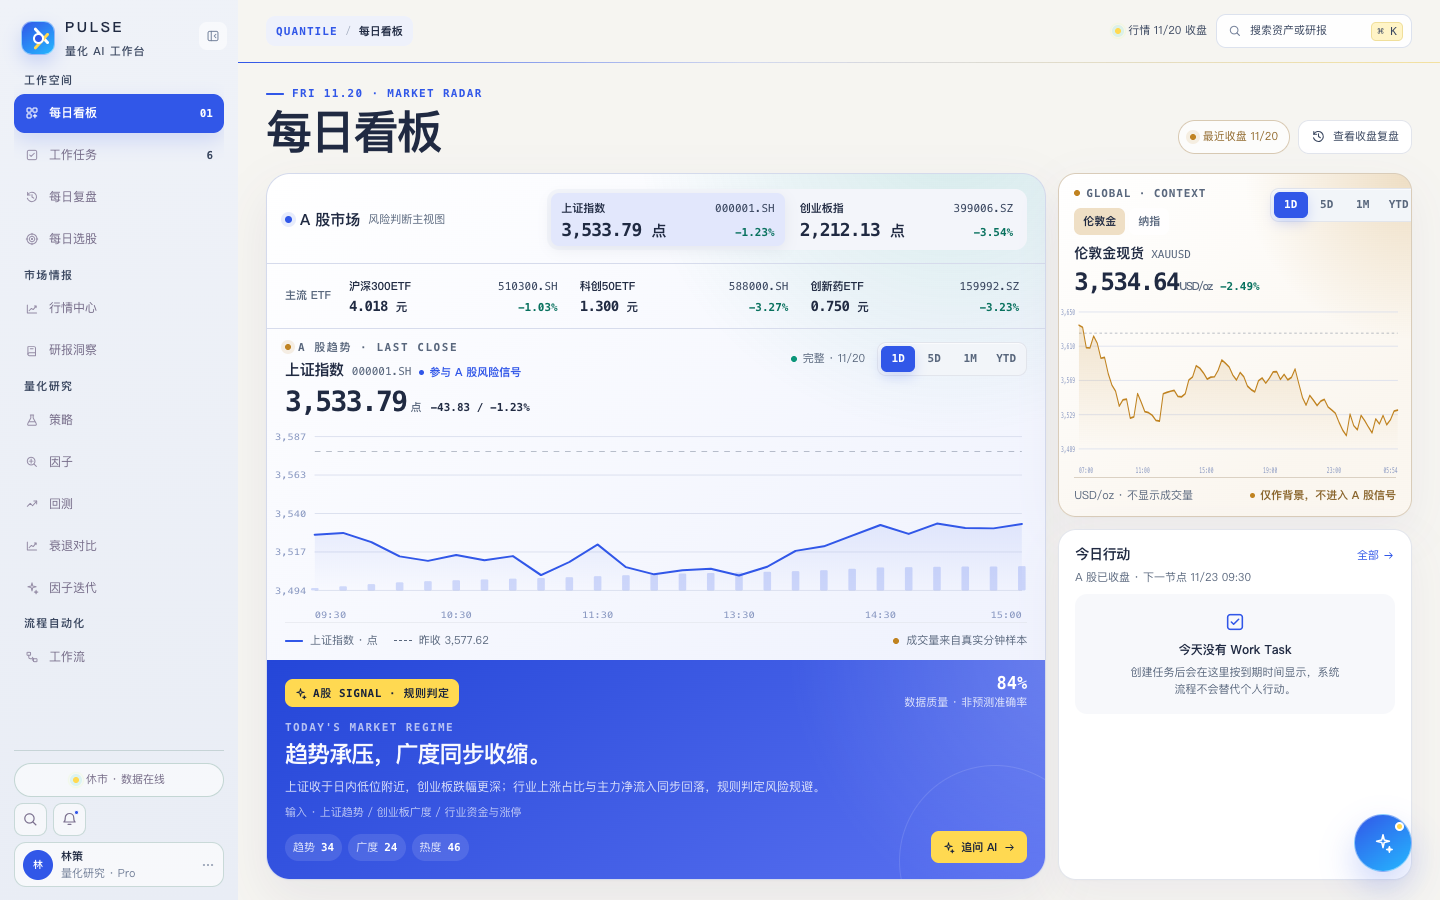 PULSE
量化 AI 工作台
工作空间
每日看板 01
工作任务 6
每日复盘
每日选股
市场情报
行情中心
研报洞察
量化研究
策略
因子
回测
衰退对比
因子迭代
流程自动化
工作流
休市 · 数据在线
林 林策
量化研究 · Pro
QUANTILE / 每日看板
行情 11/20 收盘
搜索资产或研报 ⌘ K
FRI 11.20 · MARKET RADAR
每日看板
最近收盘 11/20
查看收盘复盘
A 股市场 风险判断主视图
上证指数 000001.SH
3,533.79 点 -1.23%
创业板指 399006.SZ
2,212.13 点 -3.54%
主流 ETF
沪深300ETF 510300.SH
4.018 元 -1.03%
科创50ETF 588000.SH
1.300 元 -3.27%
创新药ETF 159992.SZ
0.750 元 -3.23%
A 股趋势 · LAST CLOSE
上证指数 000001.SH 参与 A 股风险信号
3,533.79 点 -43.83 / -1.23%
完整 · 11/20
1D 5D 1M YTD
3,587
3,563
3,540
3,517
3,494
09:30 10:30 11:30 13:30 14:30 15:00
上证指数 · 点 昨收 3,577.62
成交量来自真实分钟样本
A股 SIGNAL · 规则判定
84%
数据质量 · 非预测准确率
TODAY'S MARKET REGIME
趋势承压，广度同步收缩。
上证收于日内低位附近，创业板跌幅更深；行业上涨占比与主力净流入同步回落，规则判定风险规避。
输入 · 上证趋势 / 创业板广度 / 行业资金与涨停
趋势 34 广度 24 热度 46
追问 AI →
GLOBAL · CONTEXT
1D 5D 1M YTD
伦敦金 纳指
伦敦金现货 XAUUSD
3,534.64 USD/oz -2.49%
3,650
3,610
3,569
3,529
3,489
07:00 11:00 15:00 19:00 23:00 05:54
USD/oz · 不显示成交量
仅作背景，不进入 A 股信号
今日行动 全部 →
A 股已收盘 · 下一节点 11/23 09:30
今天没有 Work Task
创建任务后会在这里按到期时间显示，系统
流程不会替代个人行动。